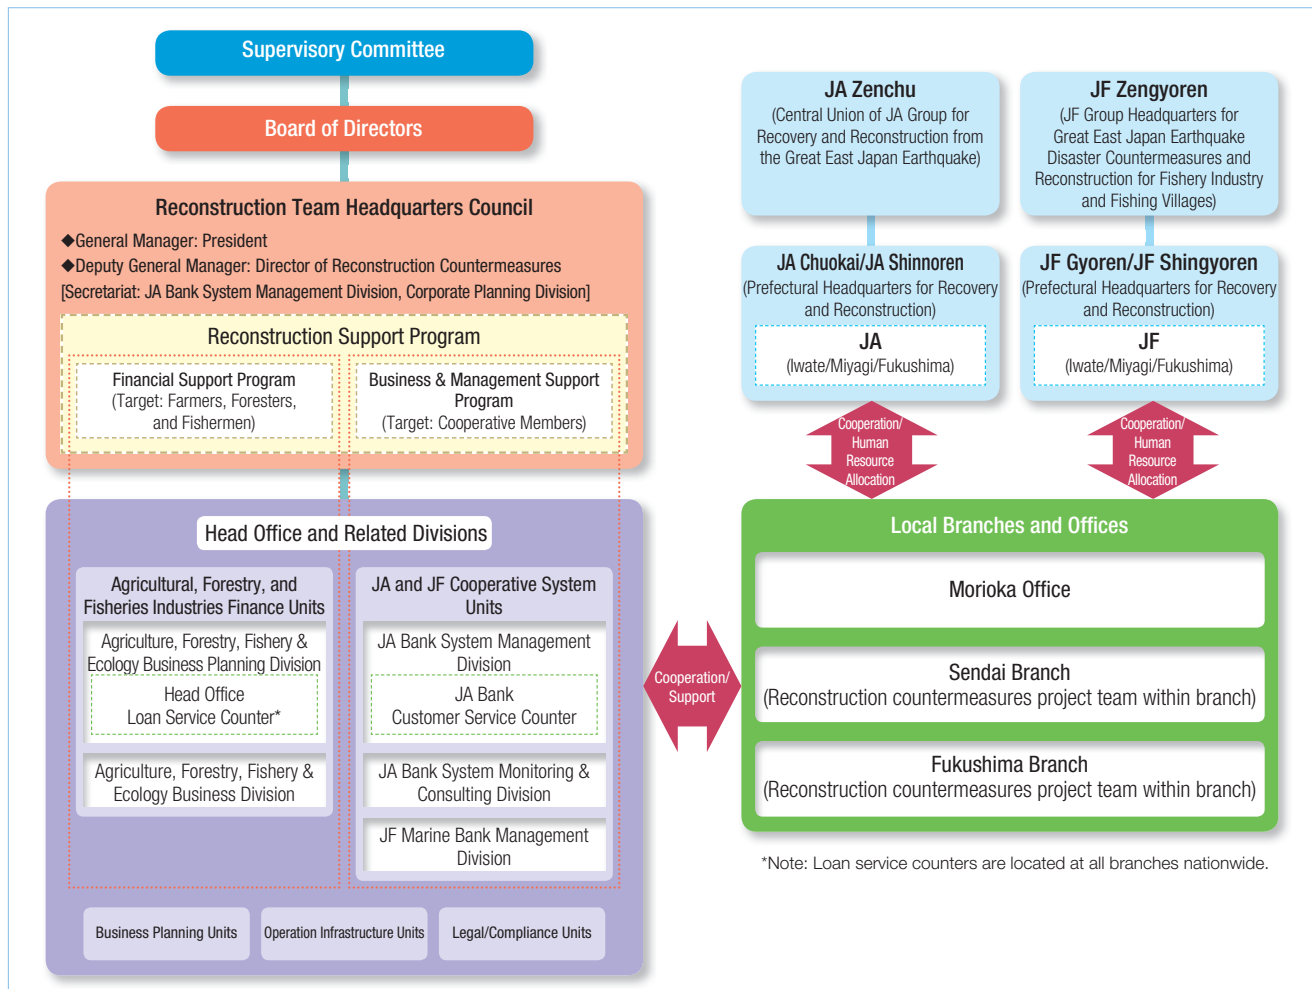 Supervisory Committee
Board of Directors
Reconstruction Team Headquarters Council
◆General Manager: President
◆Deputy General Manager: Director of Reconstruction Countermeasures
[Secretariat: JA Bank System Management Division, Corporate Planning Division]
Reconstruction Support Program
Financial Support Program
(Target: Farmers, Foresters,
and Fishermen)
Business & Management Support
Program
(Target: Cooperative Members)
Head Office and Related Divisions
Agricultural, Forestry, and
Fisheries Industries Finance Units
Agriculture, Forestry, Fishery &
Ecology Business Planning Division
Head Office
Loan Service Counter*
Agriculture, Forestry, Fishery &
Ecology Business Division
JA and JF Cooperative System
Units
JA Bank System Management
Division
JA Bank
Customer Service Counter
JA Bank System Monitoring &
Consulting Division
JF Marine Bank Management
Division
Business Planning Units
Operation Infrastructure Units
Legal/Compliance Units
Cooperation/
Support
JA Zenchu
(Central Union of JA Group for
Recovery and Reconstruction from
the Great East Japan Earthquake)
JF Zengyoren
(JF Group Headquarters for
Great East Japan Earthquake
Disaster Countermeasures and
Reconstruction for Fishery Industry
and Fishing Villages)
JA Chuokai/JA Shinnoren
(Prefectural Headquarters for Recovery
and Reconstruction)
JA
(Iwate/Miyagi/Fukushima)
JF Gyoren/JF Shingyoren
(Prefectural Headquarters for Recovery
and Reconstruction)
JF
(Iwate/Miyagi/Fukushima)
Cooperation/
Human
Resource
Allocation
Cooperation/
Human
Resource
Allocation
Local Branches and Offices
Morioka Office
Sendai Branch
(Reconstruction countermeasures project team within branch)
Fukushima Branch
(Reconstruction countermeasures project team within branch)
*Note: Loan service counters are located at all branches nationwide.